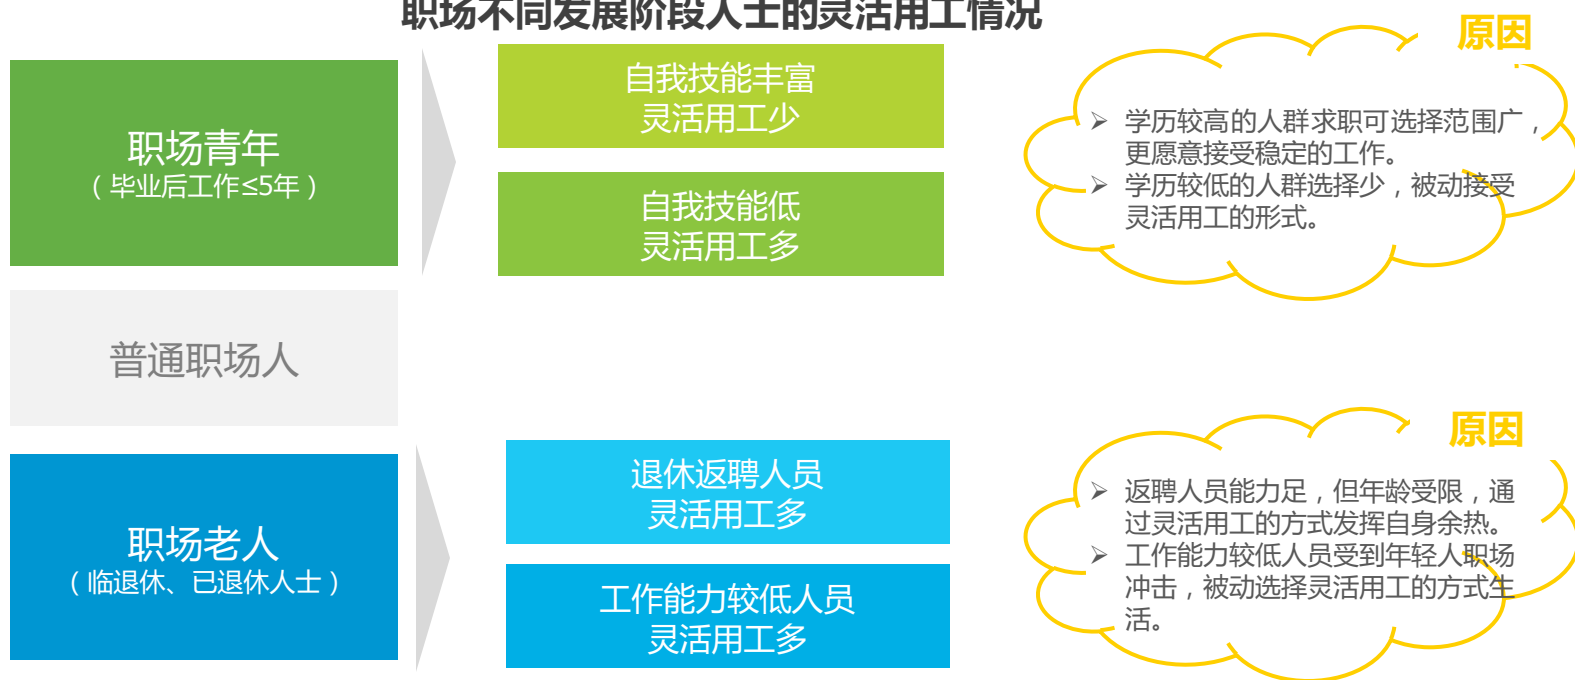 职场不同发展阶段人士的灵活用工情况
职场青年
（毕业后工作≤5年）
自我技能丰富
灵活用工少
自我技能低
灵活用工多
原因
➢ 学历较高的人群求职可选择范围广，
更愿意接受稳定的工作。
➢ 学历较低的人群选择少，被动接受
灵活用工的形式。
普通职场人
职场老人
（临退休、已退休人士）
退休返聘人员
灵活用工多
工作能力较低人员
灵活用工多
原因
➢ 返聘人员能力足，但年龄受限，通
过灵活用工的方式发挥自身余热。
➢ 工作能力较低人员受到年轻人职场
冲击，被动选择灵活用工的方式生
活。